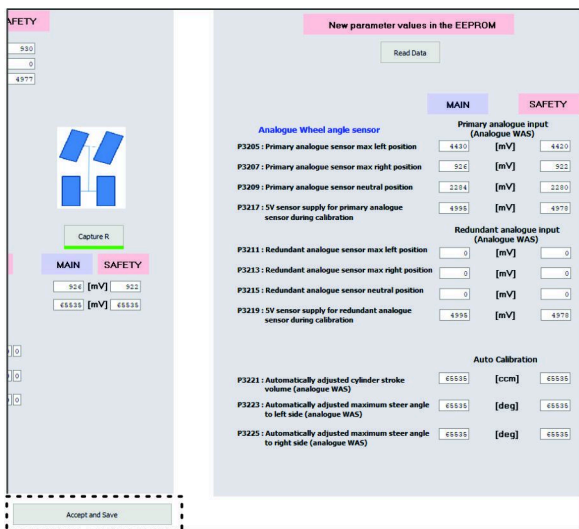 AFETY
930
0
4977
Capture R
MAIN SAFETY
926 [mV] 922
65535 [mV] 65535
0
0
0
Accept and Save
New parameter values in the EEPROM
Read Data
MAIN SAFETY
Analogue Wheel angle sensor
Primary analogue input
(Analogue WAS)
P3205 : Primary analogue sensor max left position 4430 [mV] 4420
P3207 : Primary analogue sensor max right position 926 [mV] 922
P3209 : Primary analogue sensor neutral position 2284 [mV] 2280
P3217 : 5V sensor supply for primary analogue
sensor during calibration 4995 [mV] 4978
Redundant analogue input
(Analogue WAS)
P3211 : Redundant analogue sensor max left position 0 [mV] 0
P3213 : Redundant analogue sensor max right position 0 [mV] 0
P3215 : Redundant analogue sensor neutral position 0 [mV] 0
P3219 : 5V sensor supply for redundant analogue
sensor during calibration 4995 [mV] 4978
Auto Calibration
P3221 : Automatically adjusted cylinder stroke
volume (analogue WAS) 65535 [ccm] 65535
P3223 : Automatically adjusted maximum steer angle
to left side (analogue WAS) 65535 [deg] 65535
P3225 : Automatically adjusted maximum steer angle
to right side (analogue WAS) 65535 [deg] 65535